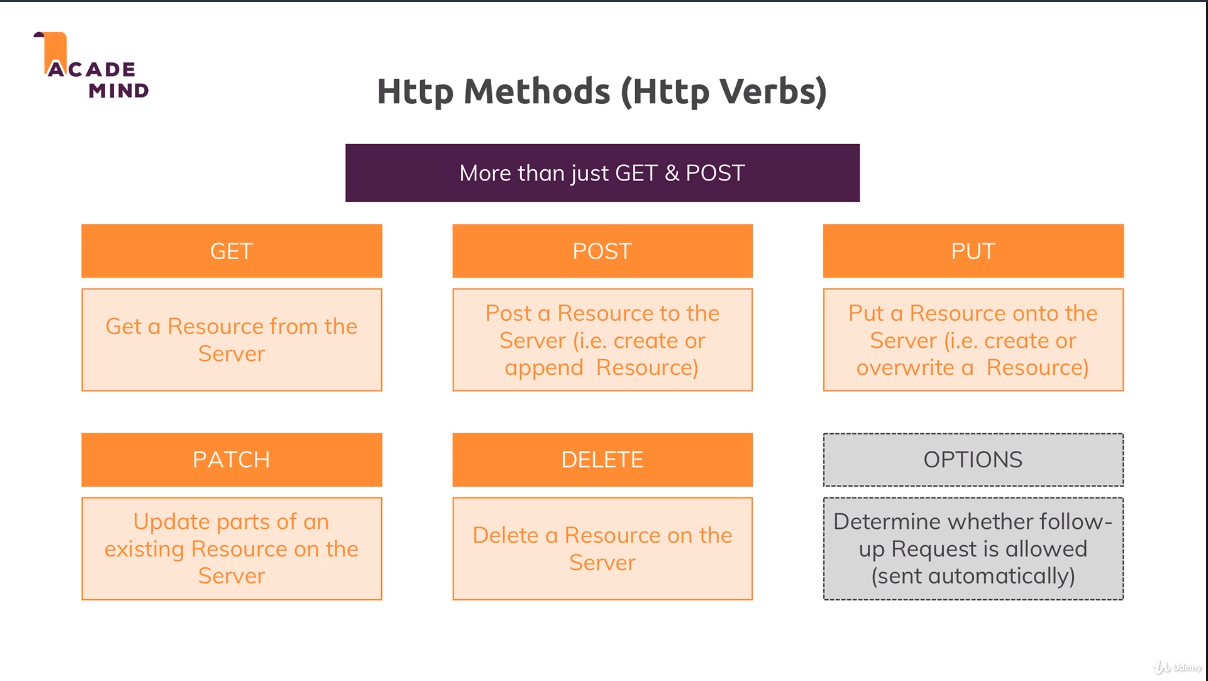 ACADE
MIND
Http Methods (Http Verbs)
More than just GET & POST
GET
POST
PUT
Get a Resource from the
Server
Post a Resource to the
Server (i.e. create or
append Resource)
Put a Resource onto the
Server (i.e. create or
overwrite a Resource)
PATCH
DELETE
OPTIONS
Update parts of an
existing Resource on the
Server
Delete a Resource on the
Server
Determine whether follow-
up Request is allowed
(sent automatically)
Udemy